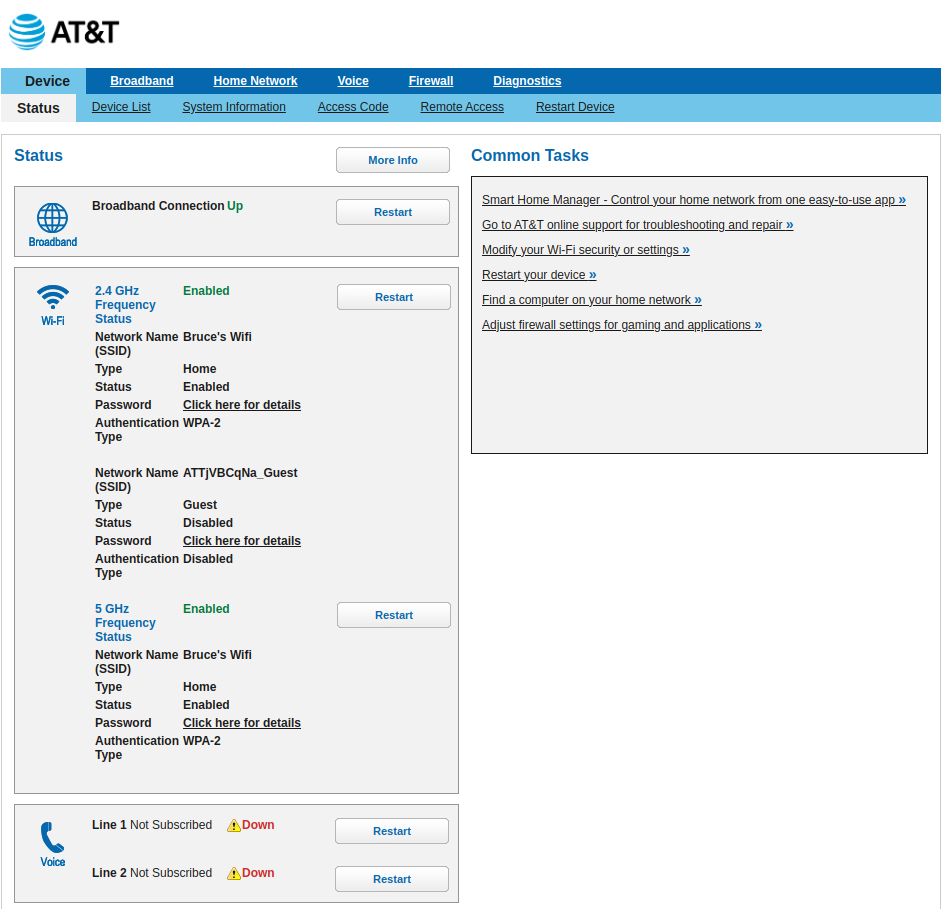 AT&T
Device Broadband Home Network Voice Firewall Diagnostics
Status Device List System Information Access Code Remote Access Restart Device
Status More Info
Broadband
Broadband Connection Up Restart
Wi-Fi
2.4 GHz Frequency Status Enabled Restart
Network Name (SSID) Bruce's Wifi
Type Home
Status Enabled
Password Click here for details
Authentication Type WPA-2
Network Name (SSID) ATTjVBCqNa_Guest
Type Guest
Status Disabled
Password Click here for details
Authentication Type Disabled
5 GHz Frequency Status Enabled Restart
Network Name (SSID) Bruce's Wifi
Type Home
Status Enabled
Password Click here for details
Authentication Type WPA-2
Voice
Line 1 Not Subscribed Down Restart
Line 2 Not Subscribed Down Restart
Common Tasks
Smart Home Manager - Control your home network from one easy-to-use app »
Go to AT&T online support for troubleshooting and repair »
Modify your Wi-Fi security or settings »
Restart your device »
Find a computer on your home network »
Adjust firewall settings for gaming and applications »